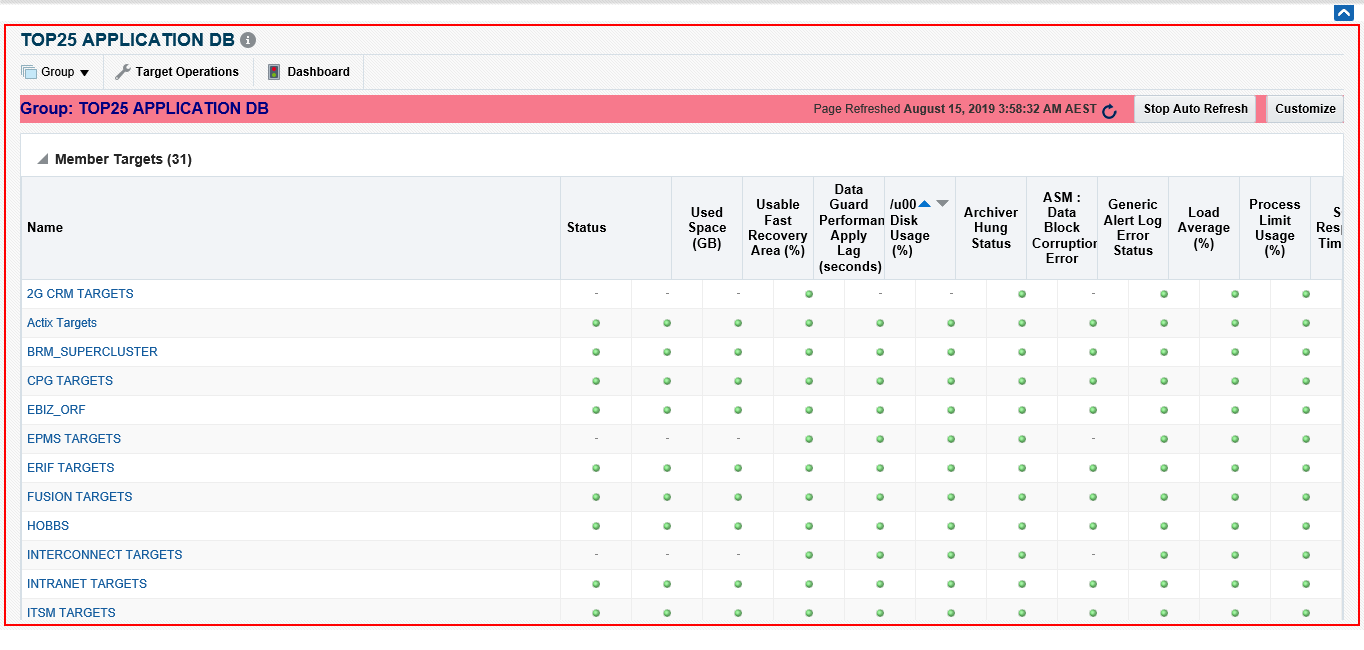 TOP25 APPLICATION DB
Group Target Operations Dashboard
Group: TOP25 APPLICATION DB Page Refreshed August 15, 2019 3:58:32 AM AEST Stop Auto Refresh Customize
Member Targets (31)
Name
Status
Used
Space
(GB)
Usable
Fast
Recovery
Area (%)
Data
Guard
Performan
Apply
Lag
(seconds)
/u00
Disk
Usage
(%)
Archiver
Hung
Status
ASM :
Data
Block
Corruption
Error
Generic
Alert Log
Error
Status
Load
Average
(%)
Process
Limit
Usage
(%)
S
Res
Tim
2G CRM TARGETS - - - - - -
Actix Targets
BRM_SUPERCLUSTER
CPG TARGETS
EBIZ_ORF
EPMS TARGETS - - - -
ERIF TARGETS
FUSION TARGETS
HOBBS
INTERCONNECT TARGETS - - - -
INTRANET TARGETS
ITSM TARGETS